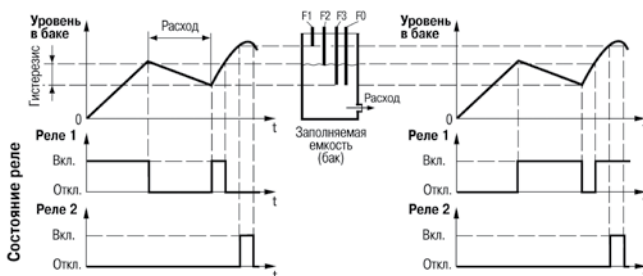 Уровень
в баке
Расход
Гистерезис
0
t
F1 F2 F3 F0
Расход
Заполняемая
емкость
(бак)
Уровень
в баке
0
Состояние реле
Реле 1
Вкл.
Откл.
t
Реле 2
Вкл.
Откл.
Реле 1
Вкл.
Откл.
Реле 2
Вкл.
Откл.